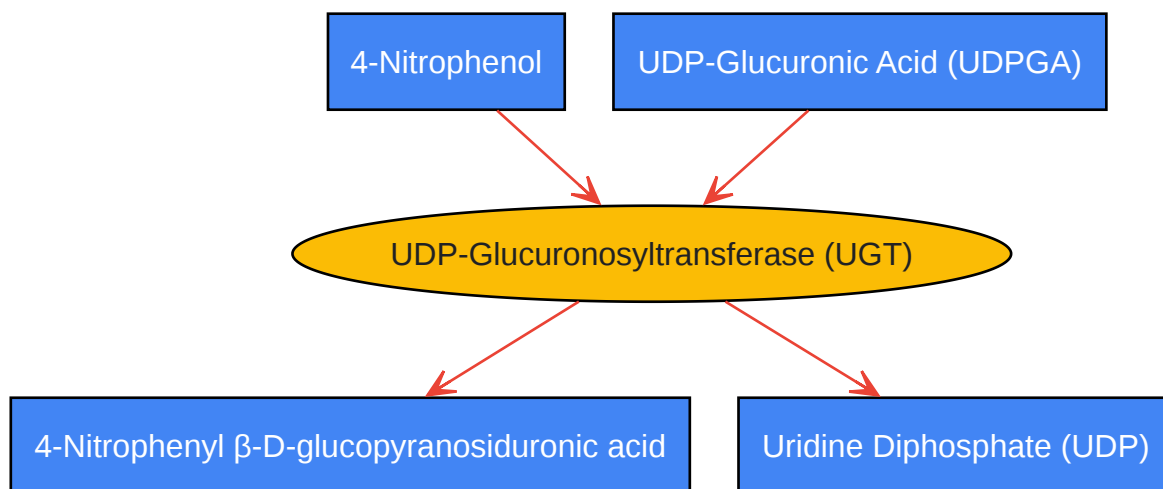 4-Nitrophenol
UDP-Glucuronic Acid (UDPGA)
UDP-Glucuronosyltransferase (UGT)
4-Nitrophenyl β-D-glucopyranosiduronic acid
Uridine Diphosphate (UDP)